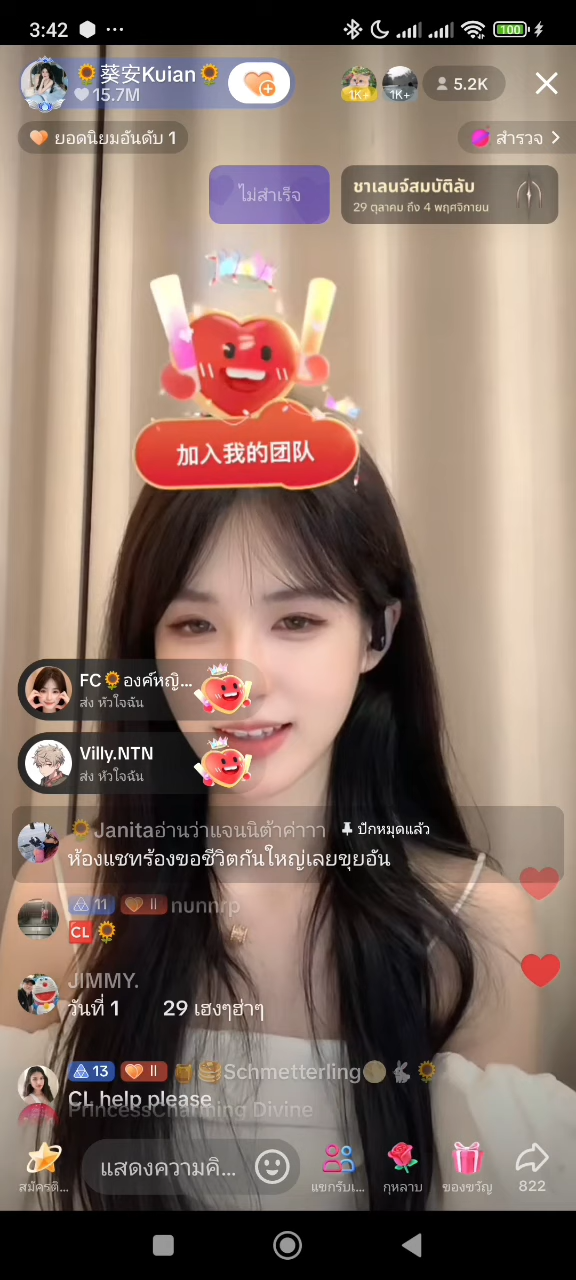 3:42
100
🌻葵安Kuian🌻
15.7M
1K+
1K+
5.2K
ยอดนิยมอันดับ 1
สำรวจ
ไม่สำเร็จ
ชาเลนจ์สมบัติลับ
29 ตุลาคม ถึง 4 พฤศจิกายน
加入我的团队
FC🌻องค์หญิ...
ส่ง หัวใจฉัน
Villy.NTN
ส่ง หัวใจฉัน
🌻Janitaอ่านว่าแจนนิต้าค่าาา ปักหมุดแล้ว
ห้องแชทร้องขอชีวิตกันใหญ่เลยขุยอัน
11 II nunnrp
CL🌻
JIMMY.
วันที่ 1 29 เฮงๆฮ่าๆ
13 II 🍯🥞Schmetterling🌕🐇🌻
CL help please
PrincessCharming Divine
สมัครติ...
แสดงความคิ...
แขกรับเ...
กุหลาบ
ของขวัญ
822